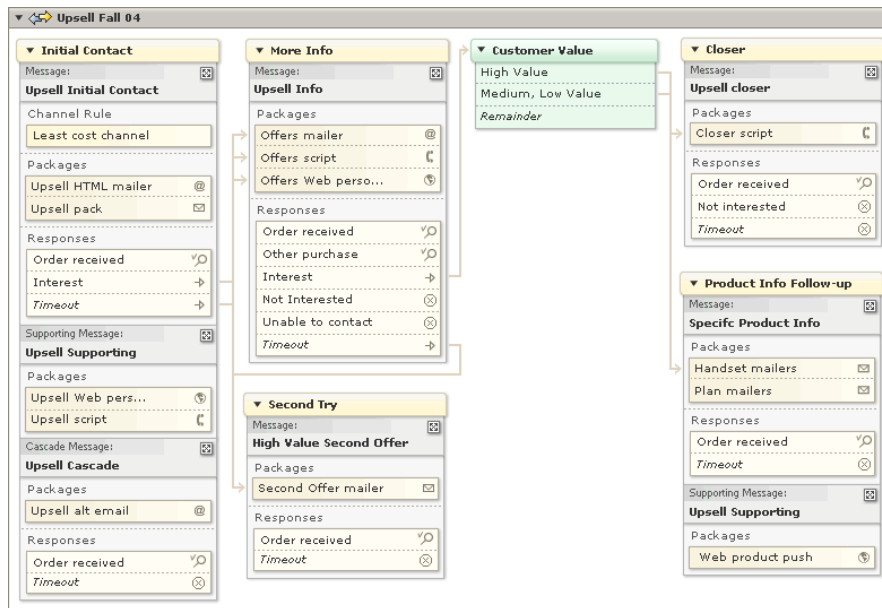 Upsell Fall 04
Initial Contact
Message:
Upsell Initial Contact
Channel Rule
Least cost channel
Packages
Upsell HTML mailer
Upsell pack
Responses
Order received
Interest
Timeout
Supporting Message:
Upsell Supporting
Packages
Upsell Web pers...
Upsell script
Cascade Message:
Upsell Cascade
Packages
Upsell alt email
Responses
Order received
Timeout
More Info
Message:
Upsell Info
Packages
Offers mailer
Offers script
Offers Web perso...
Responses
Order received
Other purchase
Interest
Not Interested
Unable to contact
Timeout
Second Try
Message:
High Value Second Offer
Packages
Second Offer mailer
Responses
Order received
Timeout
Customer Value
High Value
Medium, Low Value
Remainder
Closer
Message:
Upsell closer
Packages
Closer script
Responses
Order received
Not interested
Timeout
Product Info Follow-up
Message:
Specifc Product Info
Packages
Handset mailers
Plan mailers
Responses
Order received
Timeout
Supporting Message:
Upsell Supporting
Packages
Web product push